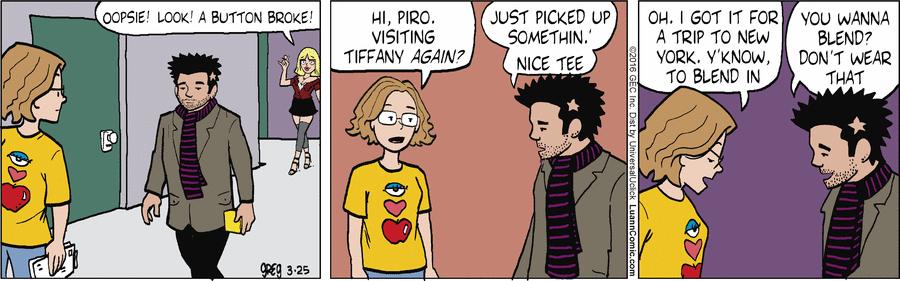 OOPSIE! LOOK! A BUTTON BROKE!
GREG 3.25
HI, PIRO.
VISITING
TIFFANY AGAIN?
JUST PICKED UP
SOMETHIN.'
NICE TEE
©2016 GEC Inc. Dist by UniversalUclick LuannComic.com
OH. I GOT IT FOR
A TRIP TO NEW
YORK. Y'KNOW,
TO BLEND IN
YOU WANNA
BLEND?
DON'T WEAR
THAT